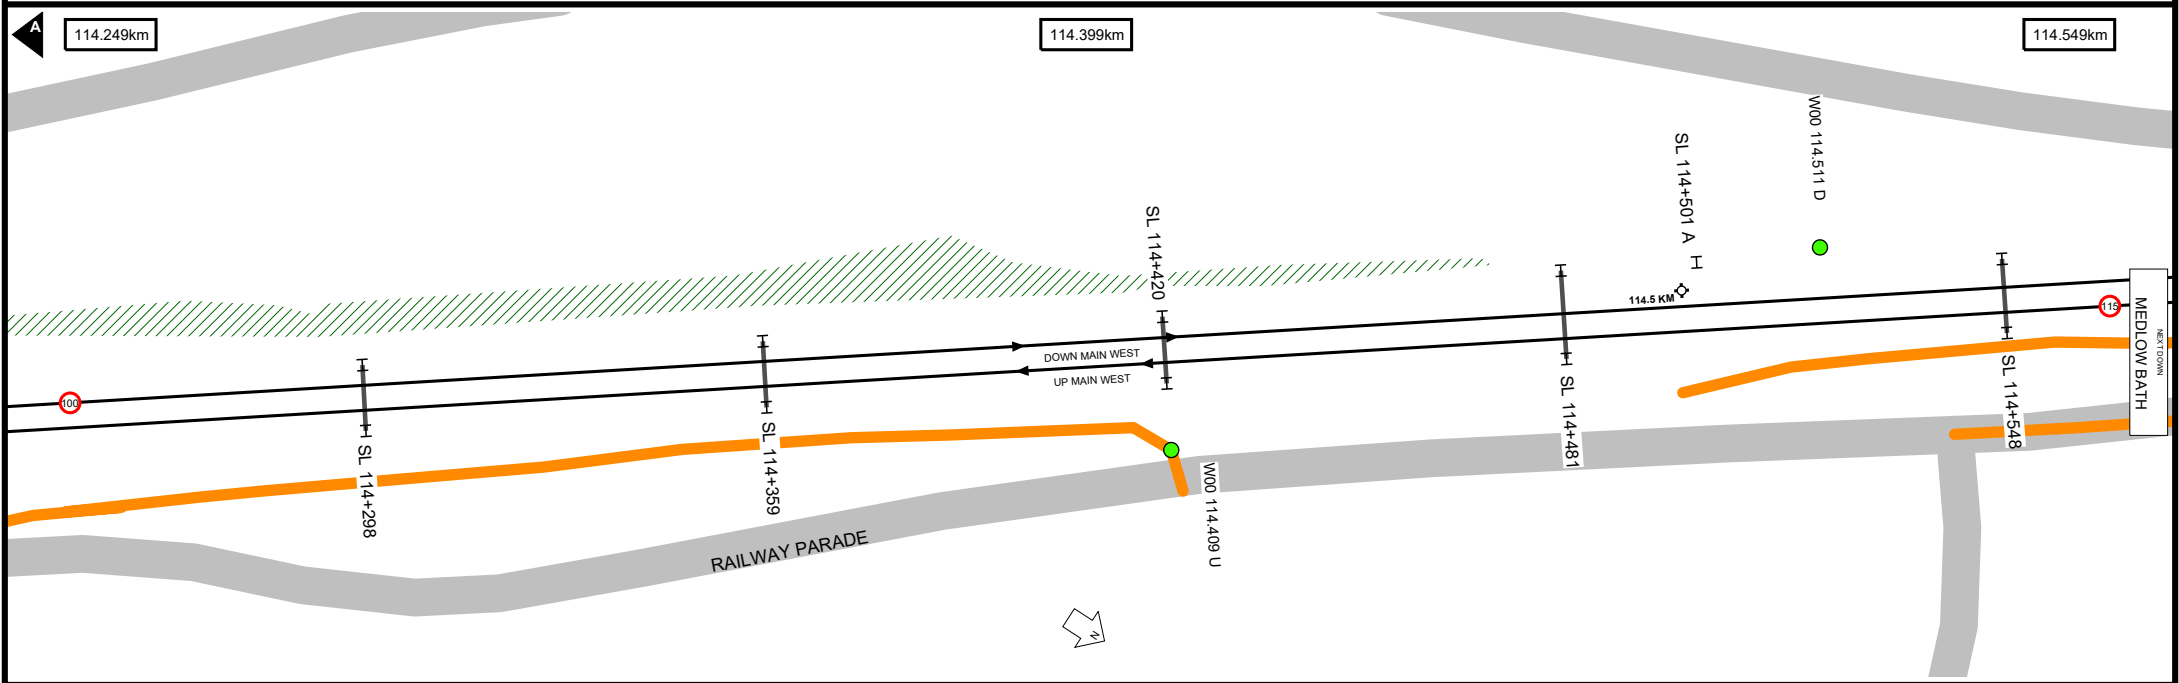 A
114.249km
114.399km
114.549km
W00 114.511 D
SL 114+501 A
SL 114+420
114.5 KM
115
MEDLOW BATH
NEXT DOWN
DOWN MAIN WEST
UP MAIN WEST
100
SL 114+298
SL 114+359
SL 114+481
SL 114+548
W00 114.409 U
RAILWAY PARADE
N